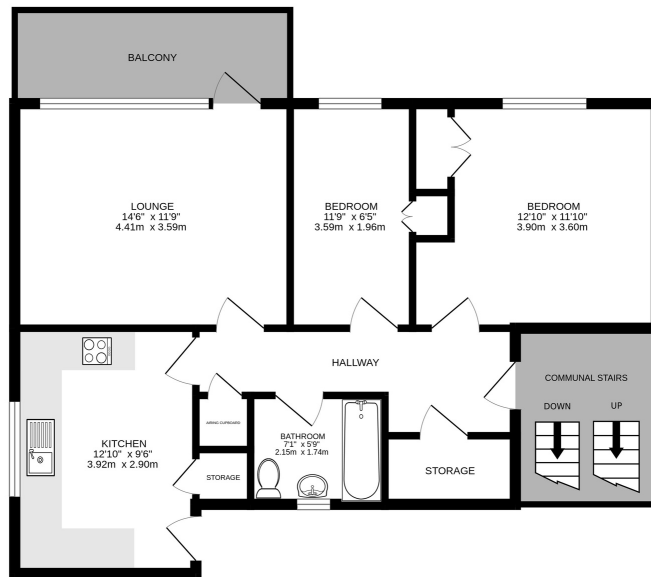 BALCONY
LOUNGE
14'6" x 11'9"
4.41m x 3.59m
BEDROOM
11'9" x 6'5"
3.59m x 1.96m
BEDROOM
12'10" x 11'10"
3.90m x 3.60m
HALLWAY
COMMUNAL STAIRS
DOWN
UP
AIRING CUPBOARD
KITCHEN
12'10" x 9'6"
3.92m x 2.90m
BATHROOM
7'1" x 5'9"
2.15m x 1.74m
STORAGE
STORAGE